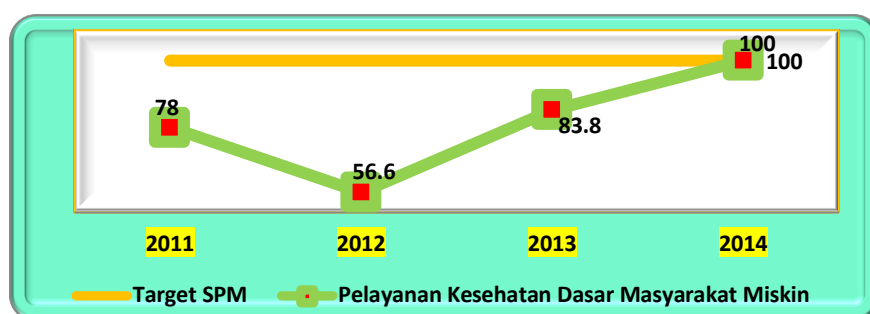 100
100
78
83.8
56.6
2011 2012 2013 2014
Target SPM Pelayanan Kesehatan Dasar Masyarakat Miskin